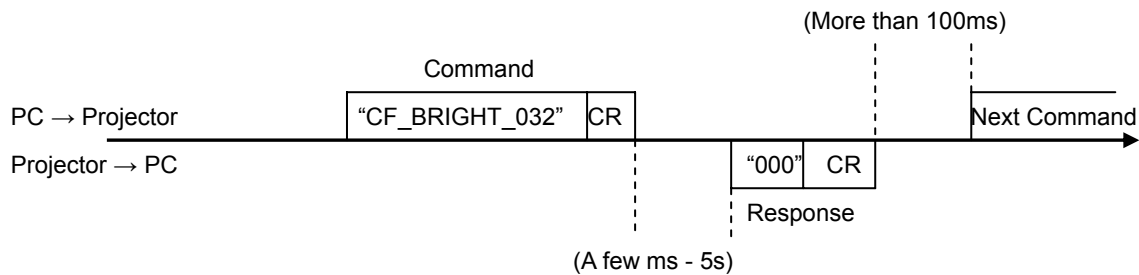 (More than 100ms)
Command
PC → Projector “CF_BRIGHT_032” CR Next Command
Projector → PC “000” CR
Response
(A few ms - 5s)